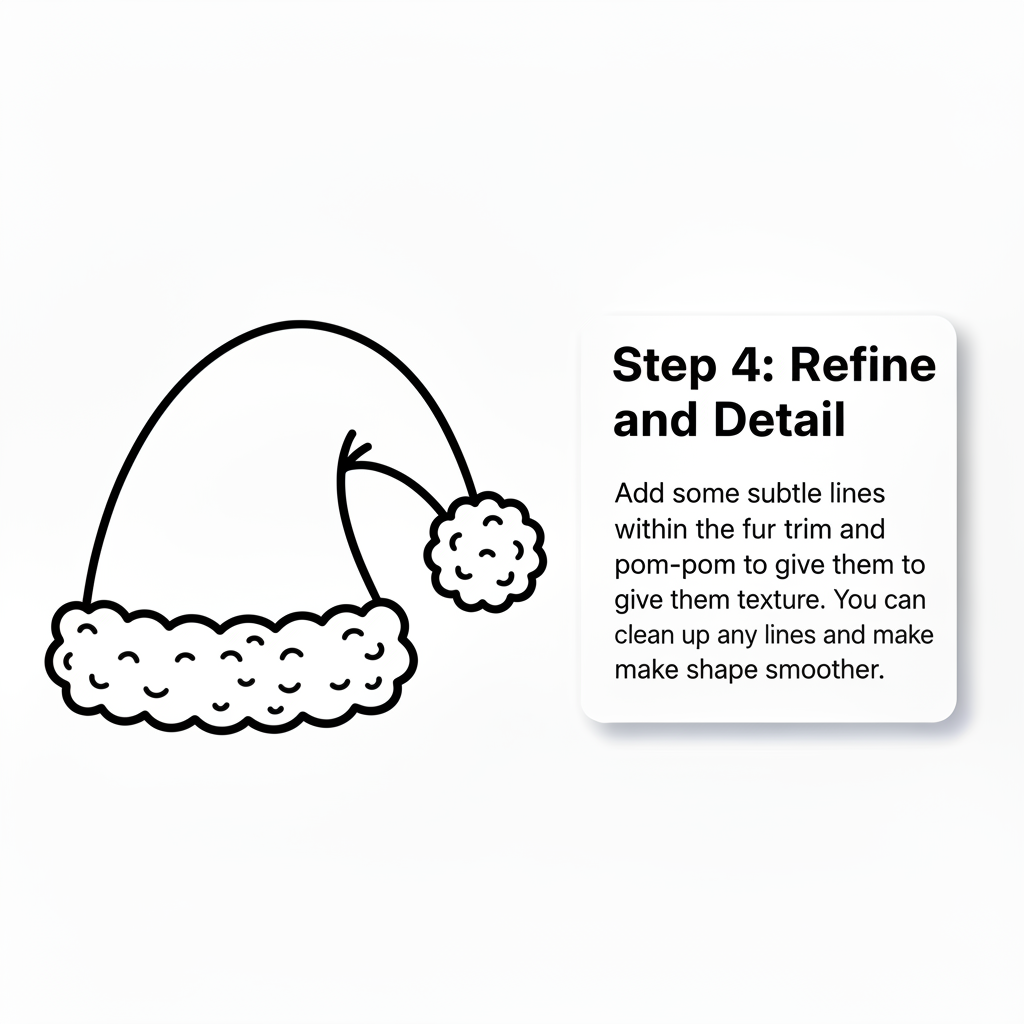 Step 4: Refine
and Detail
Add some subtle lines
within the fur trim and
pom-pom to give them to
give them texture. You can
clean up any lines and make
make shape smoother.